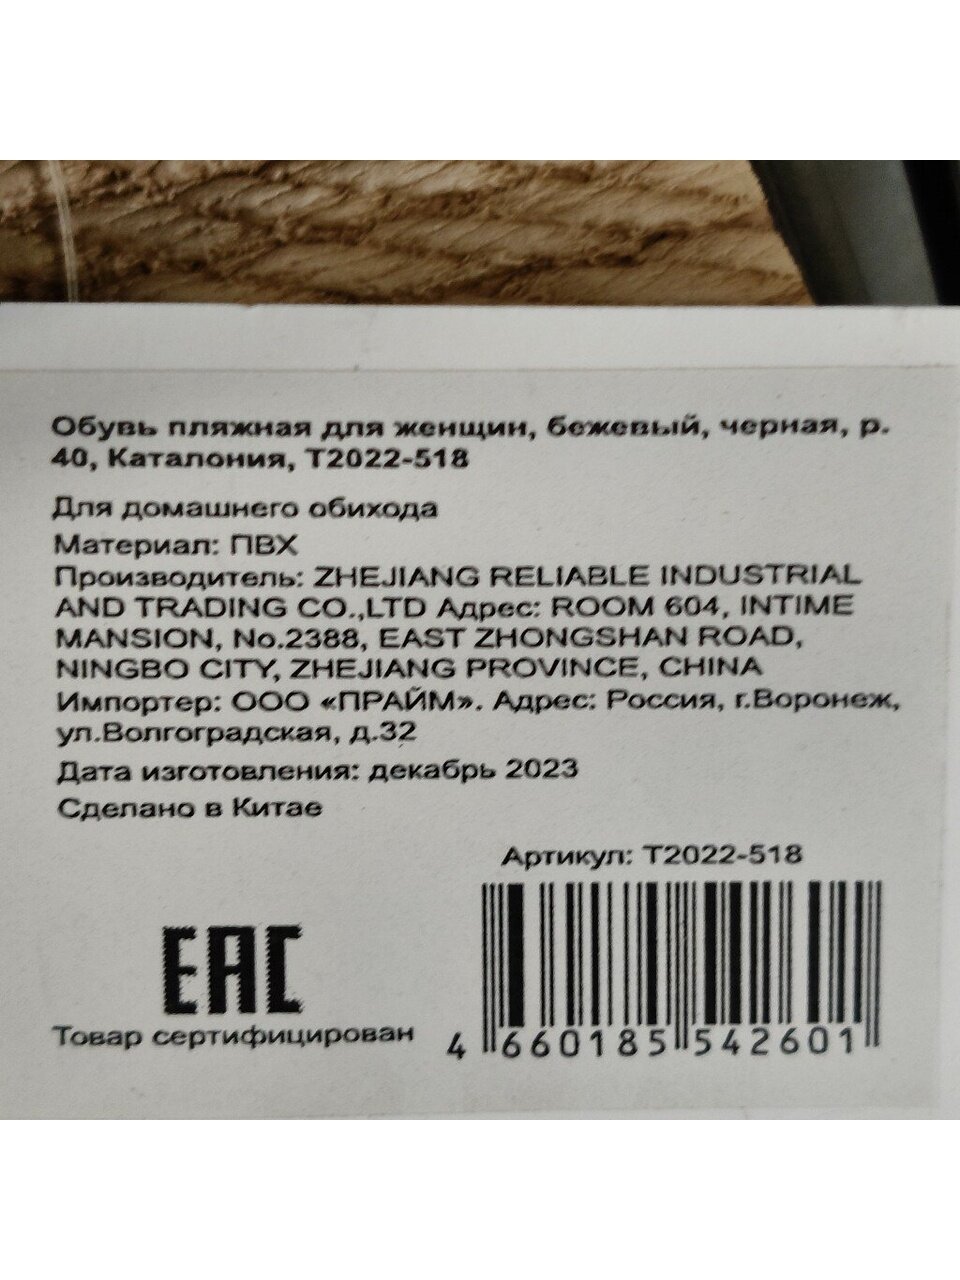 Обувь пляжная для женщин, бежевый, черная, р.
40, Каталония, T2022-518
Для домашнего обихода
Материал: ПВХ
Производитель: ZHEJIANG RELIABLE INDUSTRIAL
AND TRADING CO.,LTD Адрес: ROOM 604, INTIME
MANSION, No.2388, EAST ZHONGSHAN ROAD,
NINGBO CITY, ZHEJIANG PROVINCE, CHINA
Импортер: ООО «ПРАЙМ». Адрес: Россия, г.Воронеж,
ул.Волгоградская, д.32
Дата изготовления: декабрь 2023
Сделано в Китае
Артикул: T2022-518
EAC
Товар сертифицирован
4 660185 542601